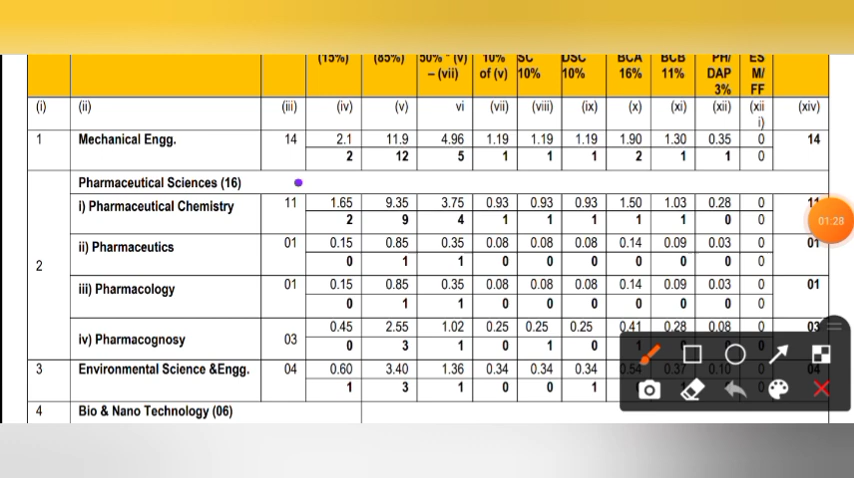 (15%) (85%) 50% * (v) 10% SC DSC BCA BCB PH/ ES
– (vii) of (v) 10% 10% 16% 11% DAP M/
3% FF
(i) (ii) (iii) (iv) (v) vi (vii) (viii) (ix) (x) (xi) (xii) (xii (xiv)
i)
1 Mechanical Engg. 14 2.1 11.9 4.96 1.19 1.19 1.19 1.90 1.30 0.35 0 14
2 12 5 1 1 1 2 1 1 0
Pharmaceutical Sciences (16)
i) Pharmaceutical Chemistry 11 1.65 9.35 3.75 0.93 0.93 0.93 1.50 1.03 0.28 0 11
2 9 4 1 1 1 1 1 0 0
01:28
ii) Pharmaceutics 01 0.15 0.85 0.35 0.08 0.08 0.08 0.14 0.09 0.03 0 01
0 1 1 0 0 0 0 0 0 0
2
iii) Pharmacology 01 0.15 0.85 0.35 0.08 0.08 0.08 0.14 0.09 0.03 0 01
0 1 1 0 0 0 0 0 0 0
iv) Pharmacognosy 03 0.45 2.55 1.02 0.25 0.25 0.25 0.41 0.28 0.08 0 03
0 3 1 0 1 0 1 0
3 Environmental Science &Engg. 04 0.60 3.40 1.36 0.34 0.34 0.34 0.54 0.37 0.10 0 04
1 3 1 0 0 1 0
4 Bio & Nano Technology (06)